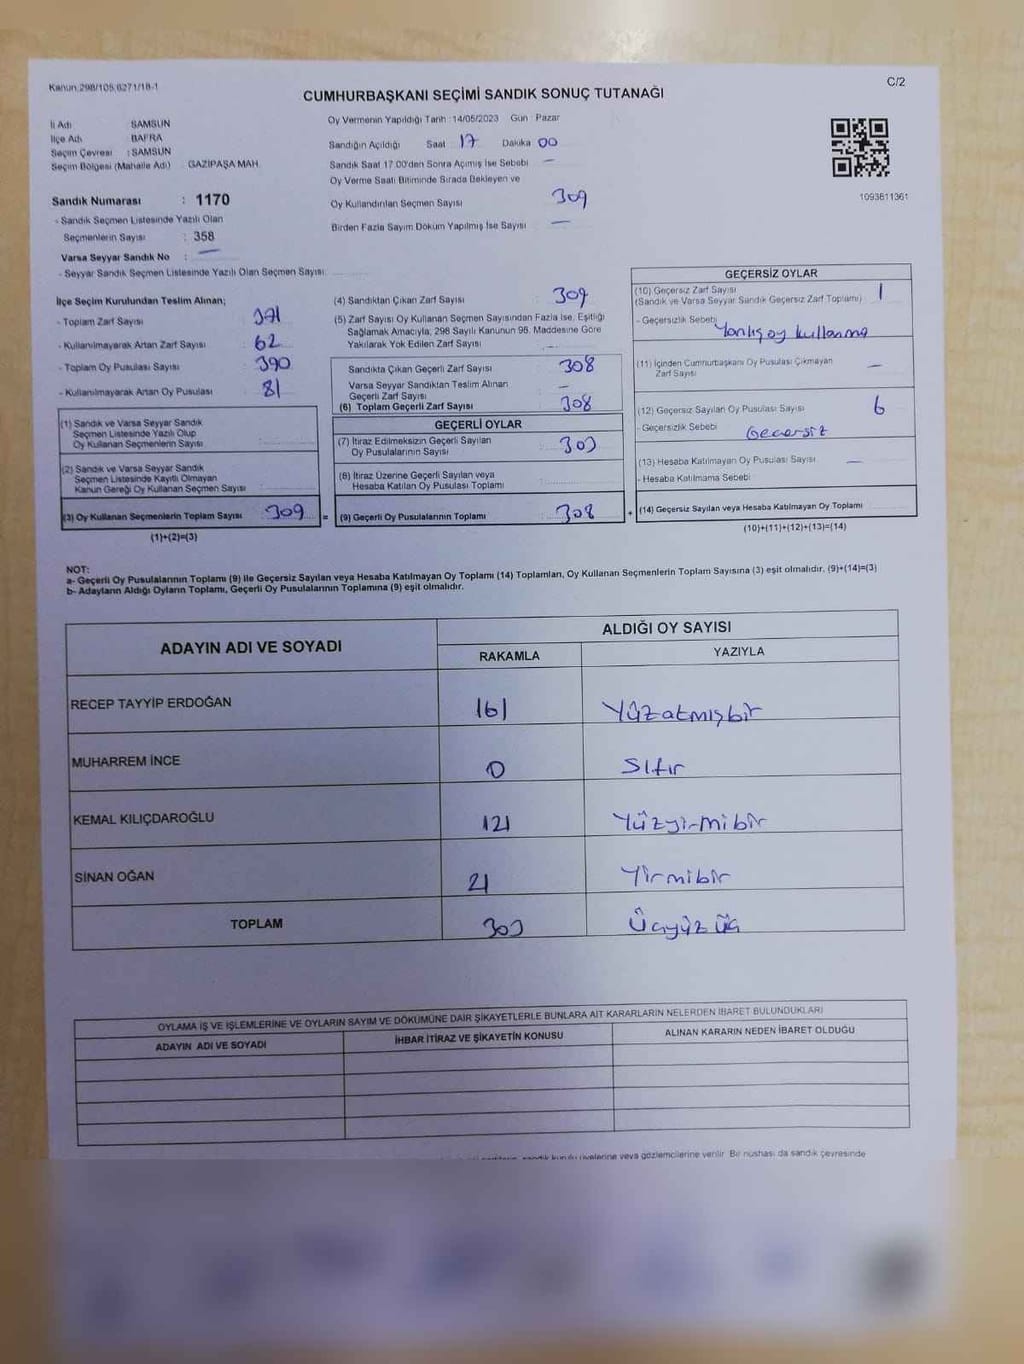 Kanun:298/105,6271/18-1
C/2
CUMHURBAŞKANI SEÇİMİ SANDIK SONUÇ TUTANAĞI
İl Adı SAMSUN
İlçe Adı BAFRA
Seçim Çevresi : SAMSUN
Seçim Bölgesi (Mahalle Adı) : GAZİPAŞA MAH.
Sandık Numarası : 1170
- Sandık Seçmen Listesinde Yazılı Olan
Seçmenlerin Sayısı : 358
Varsa Seyyar Sandık No : —
- Seyyar Sandık Seçmen Listesinde Yazılı Olan Seçmen Sayısı:
Oy Vermenin Yapıldığı Tarih :14/05/2023 Gün : Pazar
Sandığın Açıldığı Saat 17 Dakika 00
Sandık Saat 17.00'den Sonra Açımış İse Sebebi —
Oy Verme Saati Bitiminde Sırada Bekleyen ve
Oy Kullandırılan Seçmen Sayısı 309
Birden Fazla Sayım Döküm Yapılmış İse Sayısı —
1093811361
İlçe Seçim Kurulundan Teslim Alınan;
- Toplam Zarf Sayısı : 371
- Kullanılmayarak Artan Zarf Sayısı : 62
- Toplam Oy Pusulası Sayısı : 390
- Kullanılmayarak Artan Oy Pusulası : 81
(1) Sandık ve Varsa Seyyar Sandık
Seçmen Listesinde Yazılı Olup
Oy Kullanan Seçmenlerin Sayısı
(2) Sandık ve Varsa Seyyar Sandık
Seçmen Listesinde Kayıtlı Olmayan
Kanun Gereği Oy Kullanan Seçmen Sayısı
(3) Oy Kullanan Seçmenlerin Toplam Sayısı : 309 =
(1)+(2)=(3)
(4) Sandıktan Çıkan Zarf Sayısı : 309
(5) Zarf Sayısı Oy Kullanan Seçmen Sayısından Fazla İse, Eşitliği
Sağlamak Amacıyla; 298 Sayılı Kanunun 98. Maddesine Göre
Yakılarak Yok Edilen Zarf Sayısı : —
Sandıkta Çıkan Geçerli Zarf Sayısı : 308
Varsa Seyyar Sandıktan Teslim Alınan
Geçerli Zarf Sayısı : —
(6) Toplam Geçerli Zarf Sayısı : 308
GEÇERLİ OYLAR
(7) İtiraz Edilmeksizin Geçerli Sayılan
Oy Pusulalarının Sayısı : 303
(8) İtiraz Üzerine Geçerli Sayılan veya
Hesaba Katılan Oy Pusulası Toplamı
(9) Geçerli Oy Pusulalarının Toplamı : 308 +
GEÇERSİZ OYLAR
(10) Geçersiz Zarf Sayısı
(Sandık ve Varsa Seyyar Sandık Geçersiz Zarf Toplamı) : 1
- Geçersizlik Sebebi : Yanlış oy kullanma
(11) İçinden Cumhurbaşkanı Oy Pusulası Çıkmayan
Zarf Sayısı : —
(12) Geçersiz Sayılan Oy Pusulası Sayısı : 6
- Geçersizlik Sebebi : Geçersiz
(13) Hesaba Katılmayan Oy Pusulası Sayısı : —
- Hesaba Katılmama Sebebi :
(14) Geçersiz Sayılan veya Hesaba Katılmayan Oy Toplamı
(10)+(11)+(12)+(13)=(14)
NOT:
a- Geçerli Oy Pusulalarının Toplamı (9) ile Geçersiz Sayılan veya Hesaba Katılmayan Oy Toplamı (14) Toplamları, Oy Kullanan Seçmenlerin Toplam Sayısına (3) eşit olmalıdır. (9)+(14)=(3)
b- Adayların Aldığı Oyların Toplamı, Geçerli Oy Pusulalarının Toplamına (9) eşit olmalıdır.
ADAYIN ADI VE SOYADI
ALDIĞI OY SAYISI
RAKAMLA YAZIYLA
RECEP TAYYİP ERDOĞAN 161 Yüzatmışbir
MUHARREM İNCE 0 Sıfır
KEMAL KILIÇDAROĞLU 121 Yüzyirmibir
SİNAN OĞAN 21 Yirmibir
TOPLAM 303 Üçyüz üç
OYLAMA İŞ VE İŞLEMLERİNE VE OYLARIN SAYIM VE DÖKÜMÜNE DAİR ŞİKAYETLERLE BUNLARA AİT KARARLARIN NELERDEN İBARET BULUNDUKLARI
ADAYIN ADI VE SOYADI İHBAR İTİRAZ VE ŞİKAYETİN KONUSU ALINAN KARARIN NEDEN İBARET OLDUĞU
sandık kurulu üyelerine veya gözlemcilerine verilir. Bir nüshası da sandık çevresinde